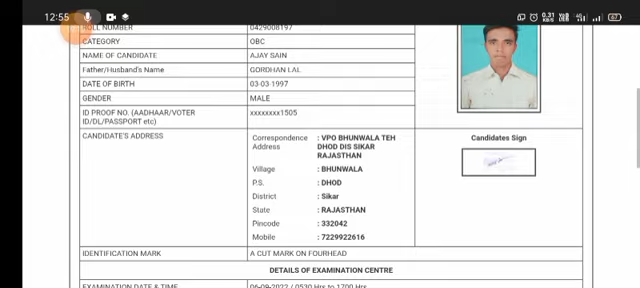 12:55
0.31 KB/S
67
ROLL NUMBER 0429008197
CATEGORY OBC
NAME OF CANDIDATE AJAY SAIN
Father/Husband's Name GORDHAN LAL
DATE OF BIRTH 03-03-1997
GENDER MALE
ID PROOF NO. (AADHAAR/VOTER xxxxxxxx1505
ID/DL/PASSPORT etc)
CANDIDATE'S ADDRESS
Correspondence : VPO BHUNWALA TEH
Address DHOD DIS SIKAR
RAJASTHAN
Village : BHUNWALA
P.S. : DHOD
District : Sikar
State : RAJASTHAN
Pincode : 332042
Mobile : 7229922616
Candidates Sign
IDENTIFICATION MARK A CUT MARK ON FOURHEAD
DETAILS OF EXAMINATION CENTRE
EXAMINATION DATE & TIME 06-09-2022 / 0530 Hrs to 1700 Hrs